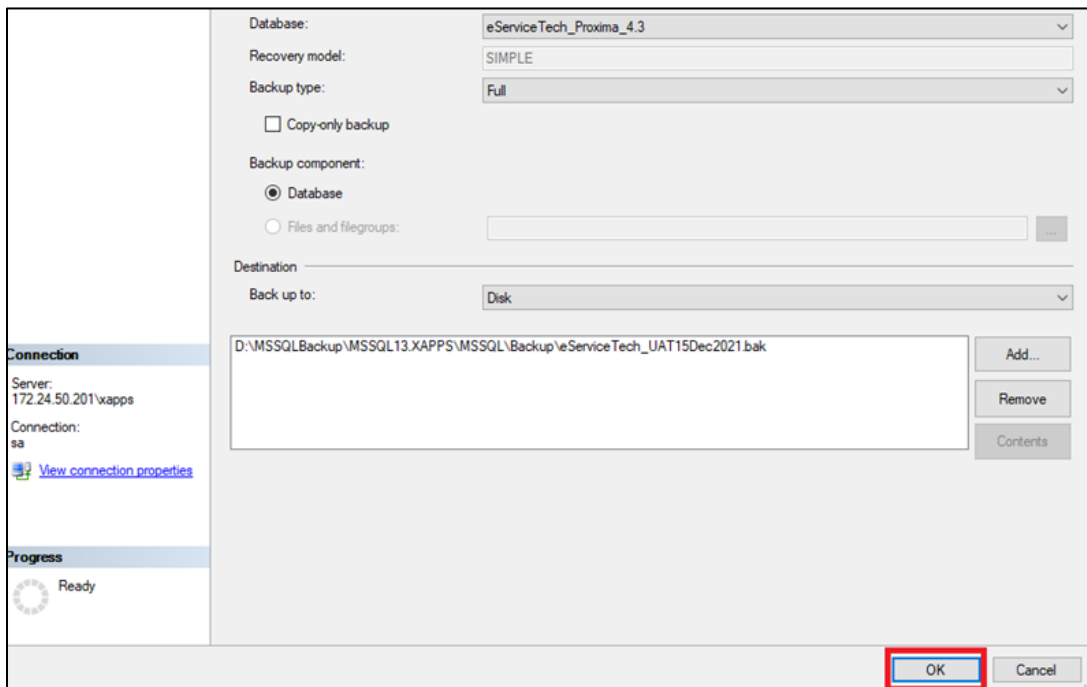 Database:
eServiceTech_Proxima_4.3
Recovery model:
SIMPLE
Backup type:
Full
Copy-only backup
Backup component:
Database
Files and filegroups:
...
Destination
Back up to:
Disk
D:\MSSQLBackup\MSSQL13.XAPPS\MSSQL\Backup\eServiceTech_UAT15Dec2021.bak
Add...
Remove
Contents
Connection
Server:
172.24.50.201\xapps
Connection:
sa
View connection properties
Progress
Ready
OK
Cancel